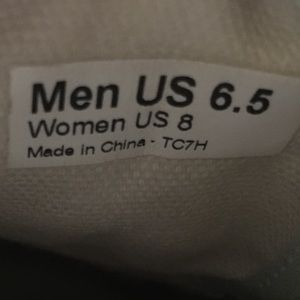 Men US 6.5
Women US 8
Made in China - TC7H